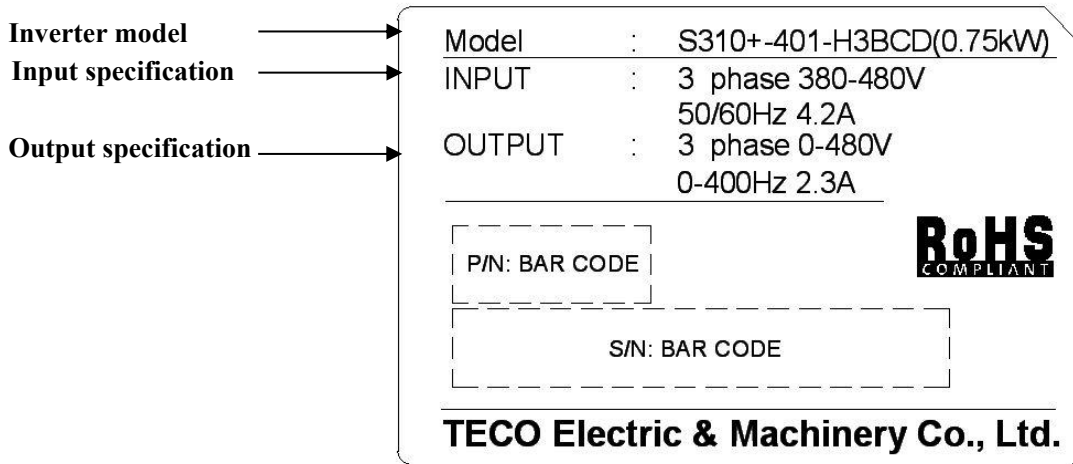 Inverter model
Model : S310+-401-H3BCD(0.75kW)
Input specification
INPUT : 3 phase 380-480V
50/60Hz 4.2A
Output specification
OUTPUT : 3 phase 0-480V
0-400Hz 2.3A
RoHS
COMPLIANT
P/N: BAR CODE
S/N: BAR CODE
TECO Electric & Machinery Co., Ltd.